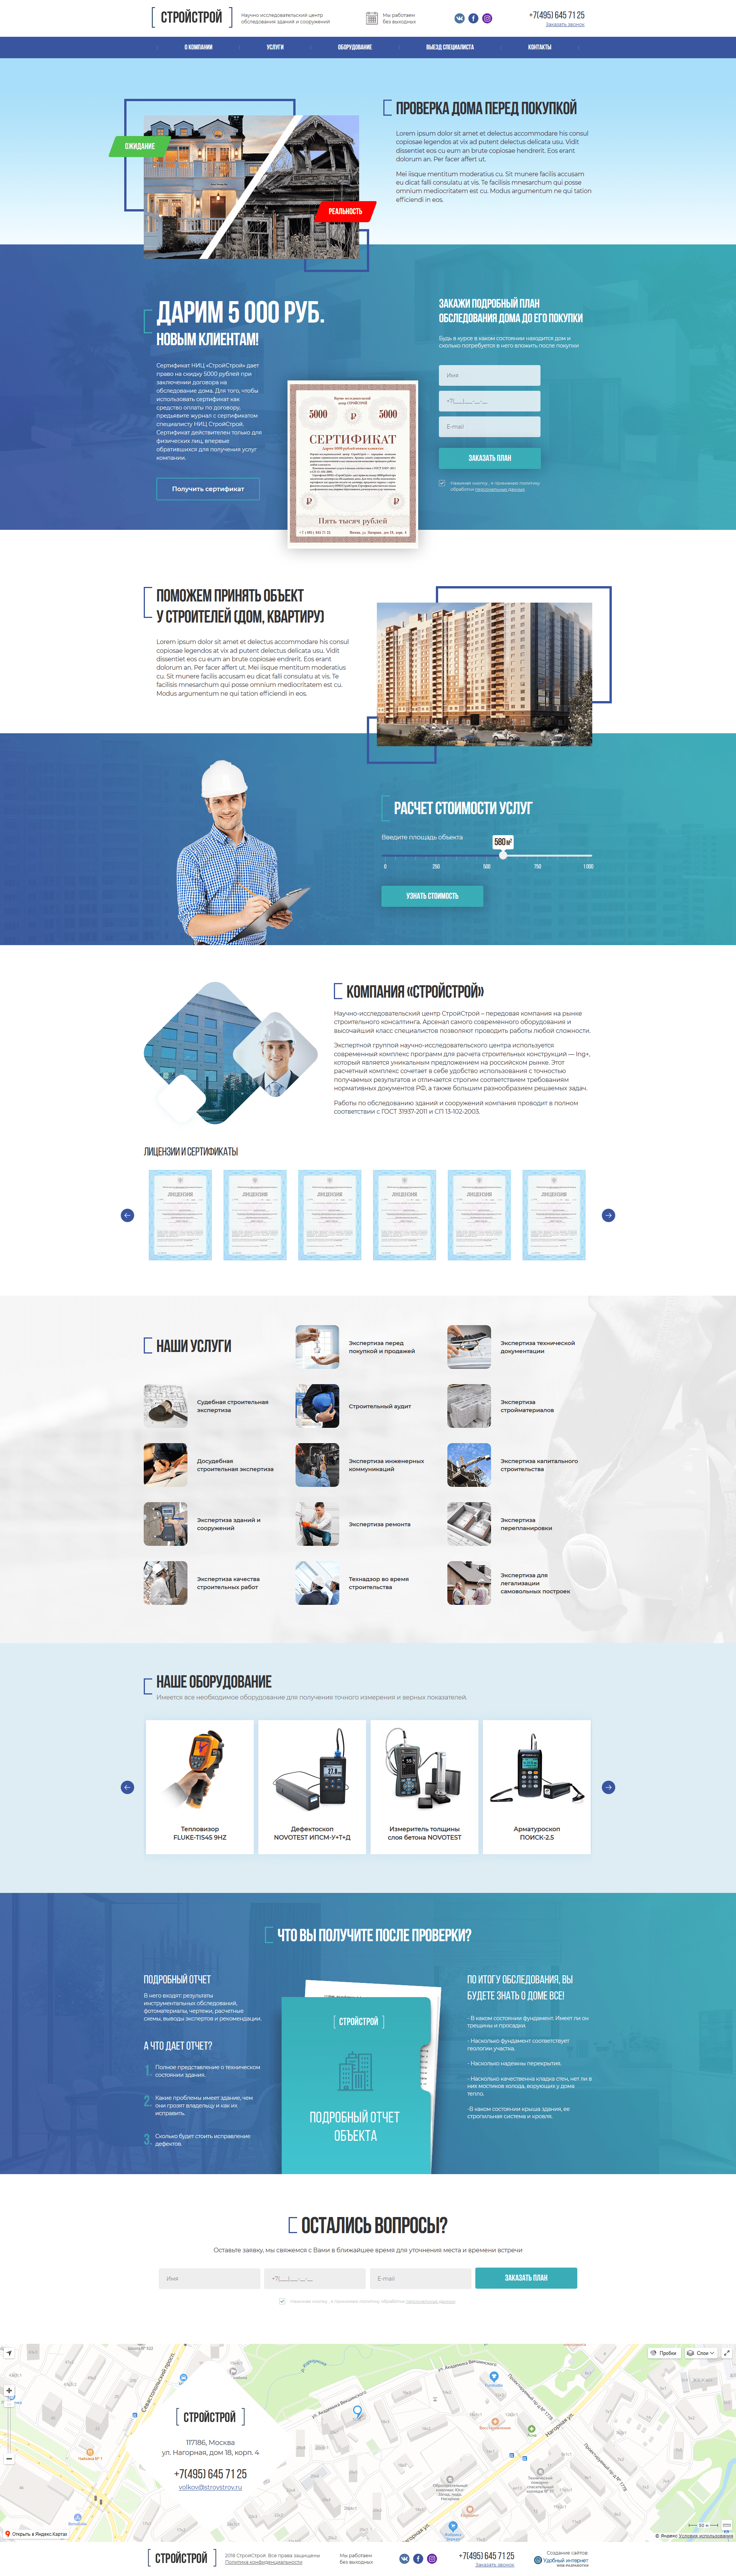 СТРОЙСТРОЙ
Научно исследовательский центр
обследования зданий и сооружений
Мы работаем
без выходных
+7(495) 645 71 25
Заказать звонок
О КОМПАНИИ
УСЛУГИ
ОБОРУДОВАНИЕ
ВЫЕЗД СПЕЦИАЛИСТА
КОНТАКТЫ
ОЖИДАНИЕ
РЕАЛЬНОСТЬ
ПРОВЕРКА ДОМА ПЕРЕД ПОКУПКОЙ
Lorem ipsum dolor sit amet et delectus accommodare his consul
copiosae legendos at vix ad putent delectus delicata usu. Vidit
dissentiet eos cu eum an brute copiosae hendrerit. Eos erant
dolorum an. Per facer affert ut.
Mei iisque mentitum moderatius cu. Sit munere facilis accusam
eu dicat falli consulatu at vis. Te facilisis mnesarchum qui posse
omnium mediocritatem est cu. Modus argumentum ne qui tation
efficiendi in eos.
ДАРИМ 5 000 РУБ.
НОВЫМ КЛИЕНТАМ!
Сертификат НИЦ «СтройСтрой» дает
право на скидку 5000 рублей при
заключении договора на
обследование дома. Для того, чтобы
использовать сертификат как
средство оплаты по договору,
предъявите журнал с сертификатом
специалисту НИЦ СтройСтрой.
Сертификат действителен только для
физических лиц, впервые
обратившихся для получения услуг
компании.
Получить сертификат
5000
5000
СЕРТИФИКАТ
Пять тысяч рублей
ЗАКАЖИ ПОДРОБНЫЙ ПЛАН
ОБСЛЕДОВАНИЯ ДОМА ДО ЕГО ПОКУПКИ
Будь в курсе в каком состоянии находится дом и
сколько потребуется в него вложить после покупки
Имя
+7(___)___-__-__
E-mail
ЗАКАЗАТЬ ПЛАН
Нажимая кнопку , я принимаю политику
обработки персональных данных
ПОМОЖЕМ ПРИНЯТЬ ОБЪЕКТ
У СТРОИТЕЛЕЙ (ДОМ, КВАРТИРУ)
Lorem ipsum dolor sit amet et delectus accommodare his consul
copiosae legendos at vix ad putent delectus delicata usu. Vidit
dissentiet eos cu eum an brute copiosae hendrerit. Eos erant
dolorum an. Per facer affert ut. Mei iisque mentitum moderatius
cu. Sit munere facilis accusam eu dicat falli consulatu at vis. Te
facilisis mnesarchum qui posse omnium mediocritatem est cu.
Modus argumentum ne qui tation efficiendi in eos.
РАСЧЕТ СТОИМОСТИ УСЛУГ
Введите площадь объекта
580 м²
0 250 500 750 1 000
УЗНАТЬ СТОИМОСТЬ
КОМПАНИЯ «СТРОЙСТРОЙ»
Научно-исследовательский центр СтройСтрой – передовая компания на рынке
строительного консалтинга. Арсенал самого современного оборудования и
высочайший класс специалистов позволяют проводить работы любой сложности.
Экспертной группой научно-исследовательского центра используется
современный комплекс программ для расчета строительных конструкций — Ing+,
который является уникальным предложением на российском рынке. Этот
расчетный комплекс сочетает в себе удобство использования с точностью
получаемых результатов и отличается строгим соответствием требованиям
нормативных документов РФ, а также большим разнообразием решаемых задач.
Работы по обследованию зданий и сооружений компания проводит в полном
соответствии с ГОСТ 31937-2011 и СП 13-102-2003.
ЛИЦЕНЗИИ И СЕРТИФИКАТЫ
ЛИЦЕНЗИЯ
ЛИЦЕНЗИЯ
ЛИЦЕНЗИЯ
ЛИЦЕНЗИЯ
ЛИЦЕНЗИЯ
ЛИЦЕНЗИЯ
НАШИ УСЛУГИ
Экспертиза перед
покупкой и продажей
Экспертиза технической
документации
Судебная строительная
экспертиза
Строительный аудит
Экспертиза
стройматериалов
Досудебная
строительная экспертиза
Экспертиза инженерных
коммуникаций
Экспертиза капитального
строительства
Экспертиза зданий и
сооружений
Экспертиза ремонта
Экспертиза
перепланировки
Экспертиза качества
строительных работ
Технадзор во время
строительства
Экспертиза для
легализации
самовольных построек
НАШЕ ОБОРУДОВАНИЕ
Имеется все необходимое оборудование для получения точного измерения и верных показателей.
Тепловизор
FLUKE-TIS45 9HZ
Дефектоскоп
NOVOTEST ИПСМ-У+Т+Д
Измеритель толщины
слоя бетона NOVOTEST
Арматуроскоп
ПОИСК-2.5
ЧТО ВЫ ПОЛУЧИТЕ ПОСЛЕ ПРОВЕРКИ?
ПОДРОБНЫЙ ОТЧЕТ
В него входят: результаты
инструментальных обследований,
фотоматериалы, чертежи, расчетные
схемы, выводы экспертов и рекомендации.
А ЧТО ДАЕТ ОТЧЕТ?
1. Полное представление о техническом
состоянии здания.
2. Какие проблемы имеет здание, чем
они грозят владельцу и как их
исправить.
3. Сколько будет стоить исправление
дефектов.
СТРОЙСТРОЙ
ПОДРОБНЫЙ ОТЧЕТ
ОБЪЕКТА
ПО ИТОГУ ОБСЛЕДОВАНИЯ, ВЫ
БУДЕТЕ ЗНАТЬ О ДОМЕ ВСЕ!
- В каком состоянии фундамент. Имеет ли он
трещины и просадки.
- Насколько фундамент соответствует
геологии участка.
- Насколько надежны перекрытия.
- Насколько качественна кладка стен, нет ли в
них мостиков холода, ворующих у дома
тепло.
-В каком состоянии крыша здания, ее
стропильная система и кровля.
ОСТАЛИСЬ ВОПРОСЫ?
Оставьте заявку, мы свяжемся с Вами в ближайшее время для уточнения места и времени встречи
Имя
+7(___)___-__-__
E-mail
ЗАКАЗАТЬ ПЛАН
Нажимая кнопку , я принимаю политику обработки персональных данных
Пробки
Слои
Севастопольский просп.
ул. Академика Векшинского
Нагорная ул.
СТРОЙСТРОЙ
117186, Москва
ул. Нагорная, дом 18, корп. 4
+7(495) 645 71 25
volkov@stroystroy.ru
Открыть в Яндекс.Картах
© Яндекс Условия использования
СТРОЙСТРОЙ
2018 СтройСтрой. Все права защищены
Политика конфиденциальности
Мы работаем
без выходных
+7(495) 645 71 25
Заказать звонок
Создание сайтов:
Удобный интернет
WEB-РАЗРАБОТКИ